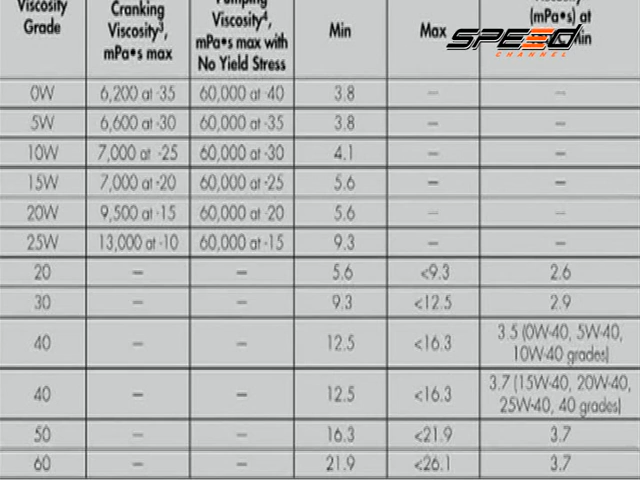 Viscosity
Grade
Cranking
Viscosity³,
mPa•s max
Pumping
Viscosity⁴,
mPa•s max with
No Yield Stress
Min
Max
(mPa•s) at
SPEED
CHANNEL
0W 6,200 at -35 60,000 at -40 3.8 – –
5W 6,600 at -30 60,000 at -35 3.8 – –
10W 7,000 at -25 60,000 at -30 4.1 – –
15W 7,000 at -20 60,000 at -25 5.6 – –
20W 9,500 at -15 60,000 at -20 5.6 – –
25W 13,000 at -10 60,000 at -15 9.3 – –
20 – – 5.6 <9.3 2.6
30 – – 9.3 <12.5 2.9
40 – – 12.5 <16.3 3.5 (0W-40, 5W-40,
10W-40 grades)
40 – – 12.5 <16.3 3.7 (15W-40, 20W-40,
25W-40, 40 grades)
50 – – 16.3 <21.9 3.7
60 – – 21.9 <26.1 3.7